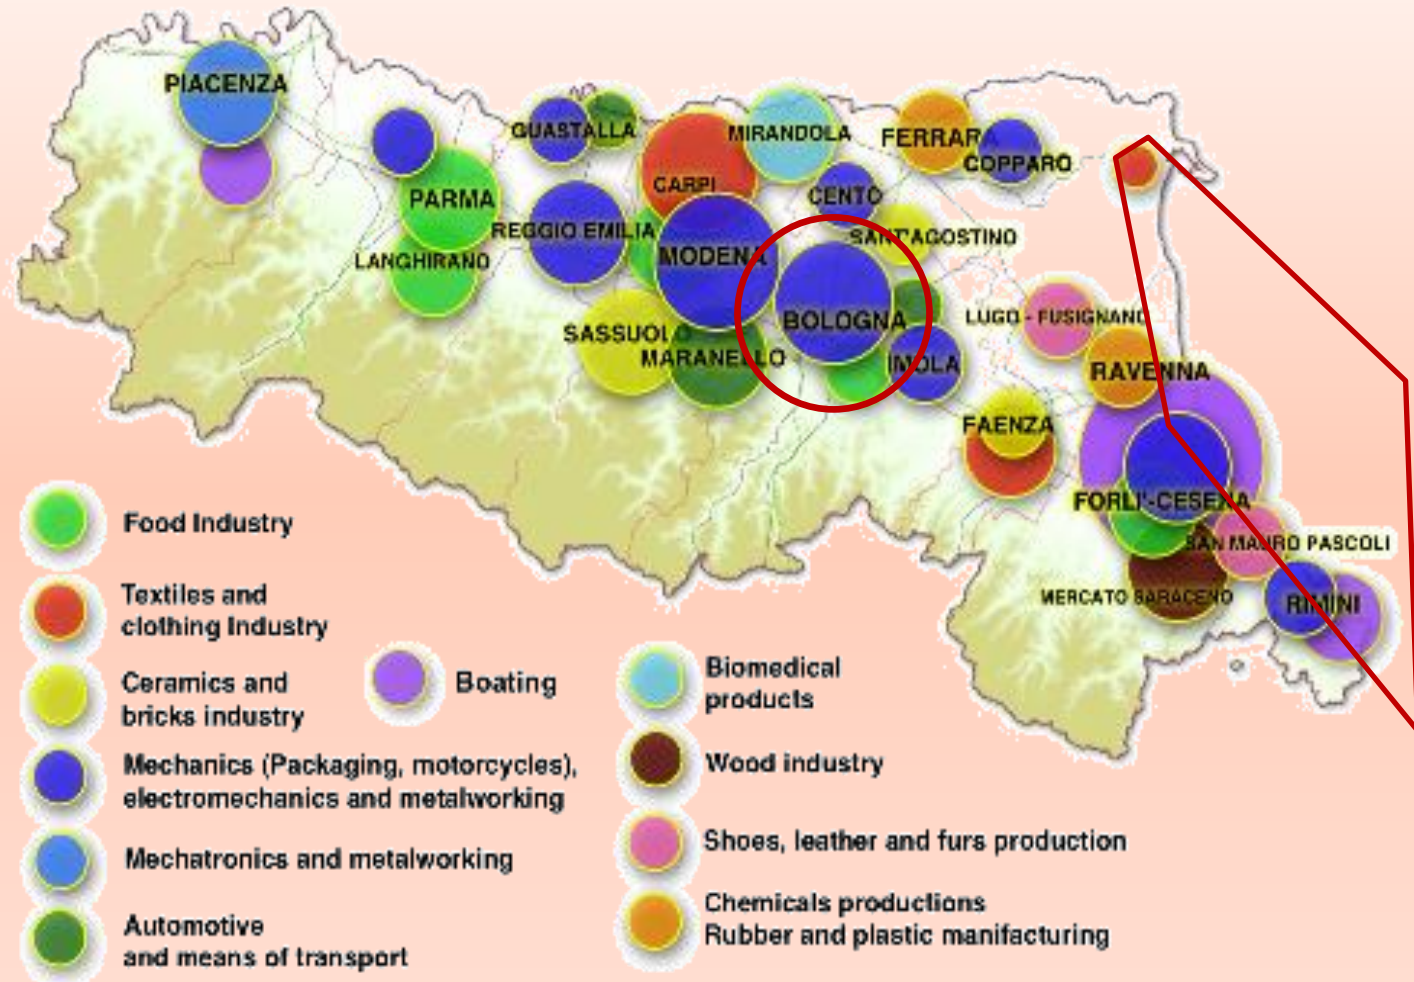 PIACENZA
GUASTALLA
MIRANDOLA
FERRARA
COPPARO
CARPI
CENTO
PARMA
REGGIO EMILIA
SANT'AGOSTINO
LANGHIRANO
MODENA
BOLOGNA
LUGO - FUSIGNANO
SASSUOLO
MARANELLO
IMOLA
RAVENNA
FAENZA
FORLI'-CESENA
SAN MAURO PASCOLI
MERCATO SARACENO
RIMINI
Food Industry
Textiles and
clothing Industry
Ceramics and
bricks industry
Mechanics (Packaging, motorcycles),
electromechanics and metalworking
Mechatronics and metalworking
Automotive
and means of transport
Boating
Biomedical
products
Wood industry
Shoes, leather and furs production
Chemicals productions
Rubber and plastic manifacturing